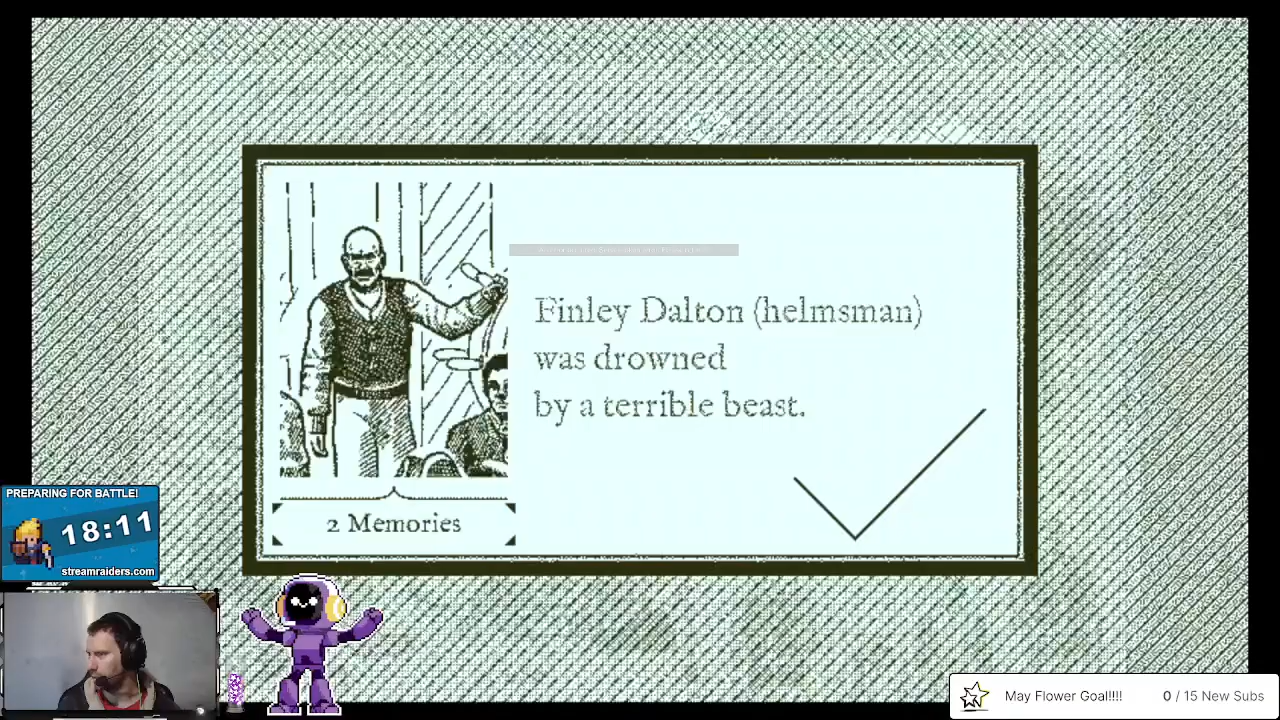 Finley Dalton (helmsman)
was drowned
by a terrible beast.
2 Memories
PREPARING FOR BATTLE!
18:11
streamraiders.com
May Flower Goal!!!! 0 / 15 New Subs